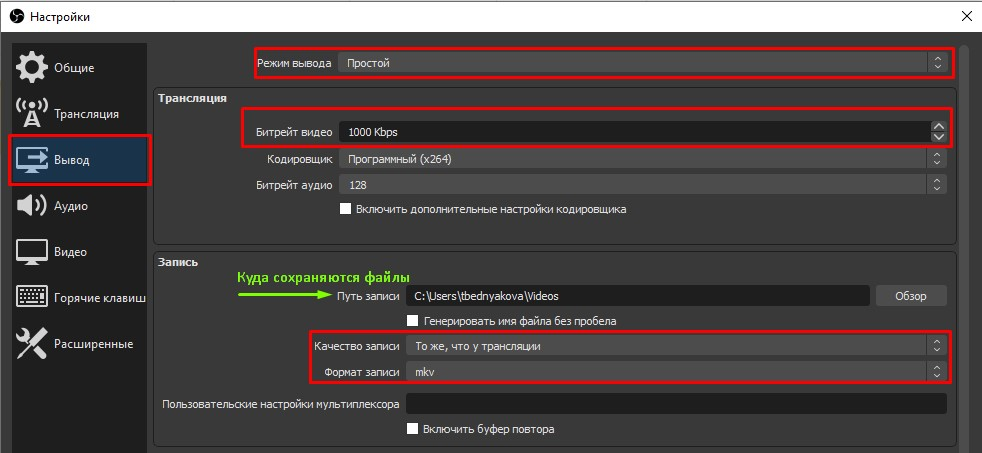 Настройки
Общие
Трансляция
Вывод
Аудио
Видео
Горячие клавиш
Расширенные
Режим вывода Простой
Трансляция
Битрейт видео 1000 Kbps
Кодировщик Программный (x264)
Битрейт аудио 128
Включить дополнительные настройки кодировщика
Запись
Куда сохраняются файлы
Путь записи C:\Users\tbednyakova\Videos Обзор
Генерировать имя файла без пробела
Качество записи То же, что у трансляции
Формат записи mkv
Пользовательские настройки мультиплексора
Включить буфер повтора